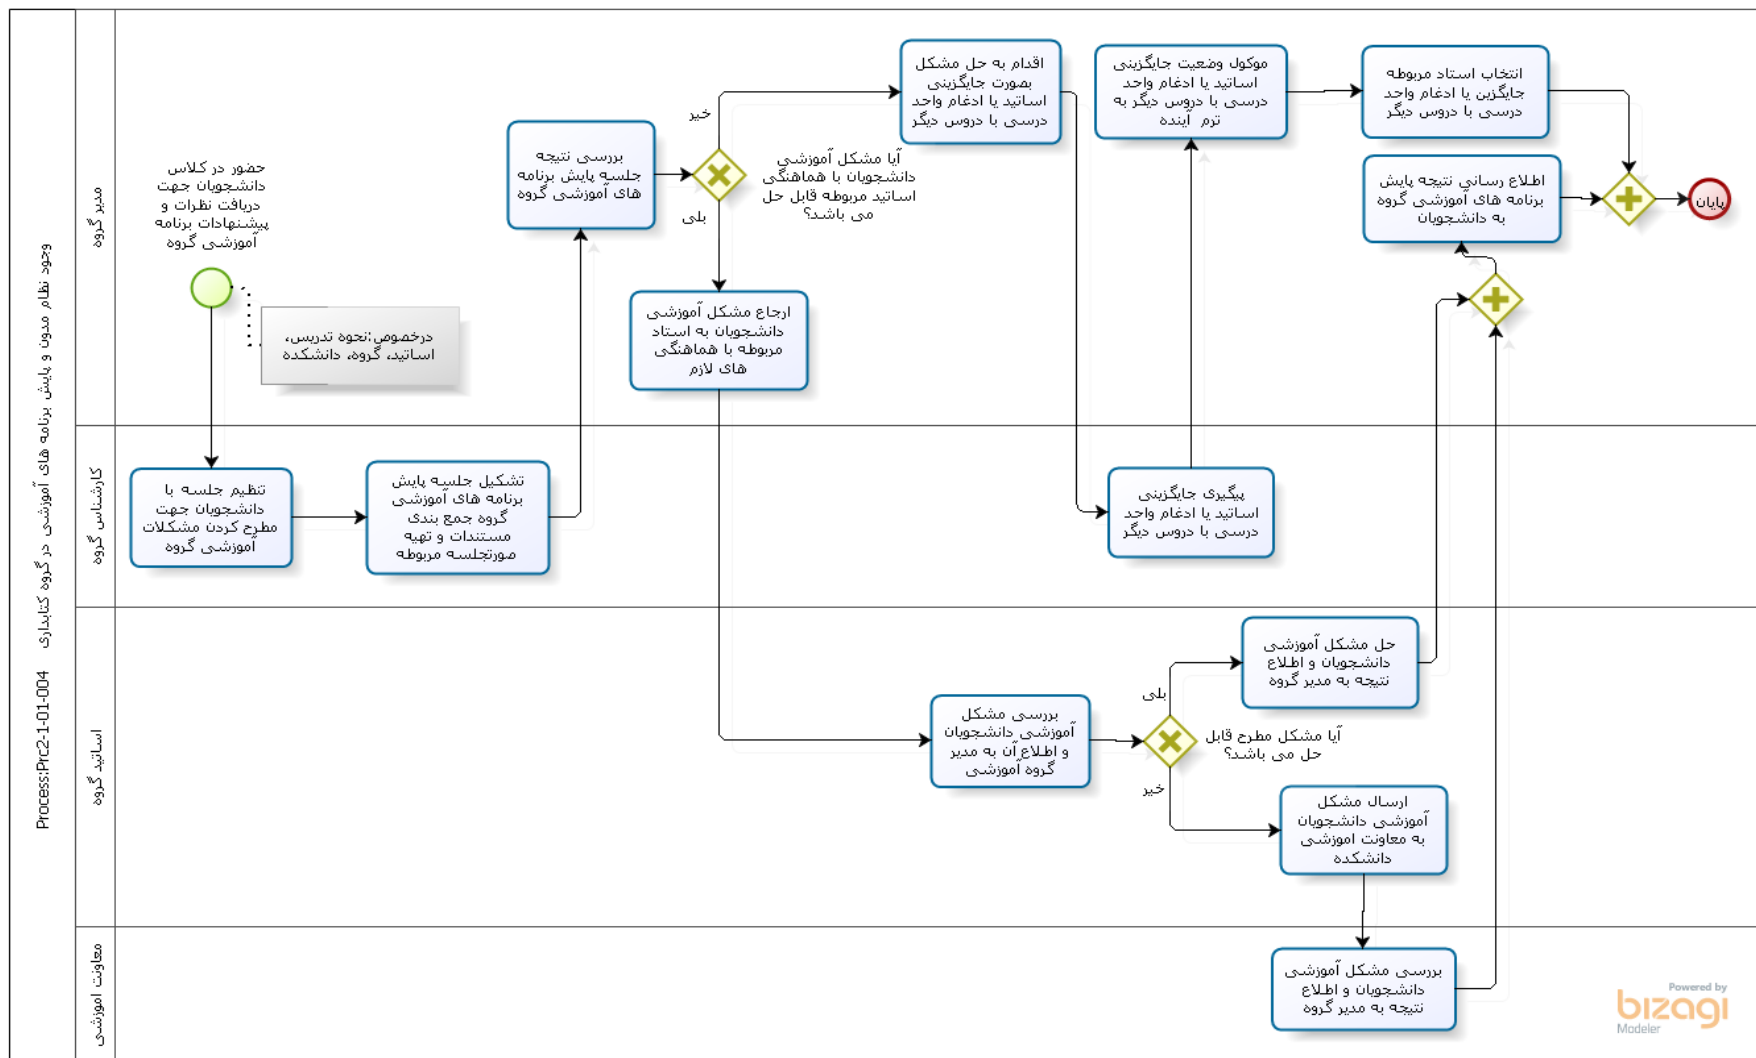 وجود نظام مدون و پایش برنامه های آموزشی در گروه کتابداری
Process:Prc2-1-01-004
مدیر گروه
حضور در کلاس
دانشجویان جهت
دریافت نظرات و
پیشنهادات برنامه
آموزشی گروه
درخصوص:نحوه تدریس،
اساتید، گروه، دانشکده
بررسی نتیجه
جلسه پایش برنامه
های آموزشی گروه
خیر
بلی
آیا مشکل آموزشی
دانشجویان با هماهنگی
اساتید مربوطه قابل حل
می باشد؟
اقدام به حل مشکل
بصورت جایگزینی
اساتید یا ادغام واحد
درسی با دروس دیگر
موکول وضعیت جایگزینی
اساتید یا ادغام واحد
درسی با دروس دیگر به
ترم آینده
انتخاب استاد مربوطه
جایگزین یا ادغام واحد
درسی با دروس دیگر
اطلاع رسانی نتیجه پایش
برنامه های آموزشی گروه
به دانشجویان
پایان
ارجاع مشکل آموزشی
دانشجویان به استاد
مربوطه با هماهنگی
های لازم
کارشناس گروه
تنظیم جلسه با
دانشجویان جهت
مطرح کردن مشکلات
آموزشی گروه
تشکیل جلسه پایش
برنامه های آموزشی
گروه جمع بندی
مستندات و تهیه
صورتجلسه مربوطه
پیگیری جایگزینی
اساتید یا ادغام واحد
درسی با دروس دیگر
اساتید گروه
بررسی مشکل
آموزشی دانشجویان
و اطلاع آن به مدیر
گروه آموزشی
بلی
خیر
آیا مشکل مطرح قابل
حل می باشد؟
حل مشکل آموزشی
دانشجویان و اطلاع
نتیجه به مدیر گروه
ارسال مشکل
آموزشی دانشجویان
به معاونت اموزشی
دانشکده
معاونت اموزشی
بررسی مشکل آموزشی
دانشجویان و اطلاع
نتیجه به مدیر گروه
Powered by
bizagi
Modeler